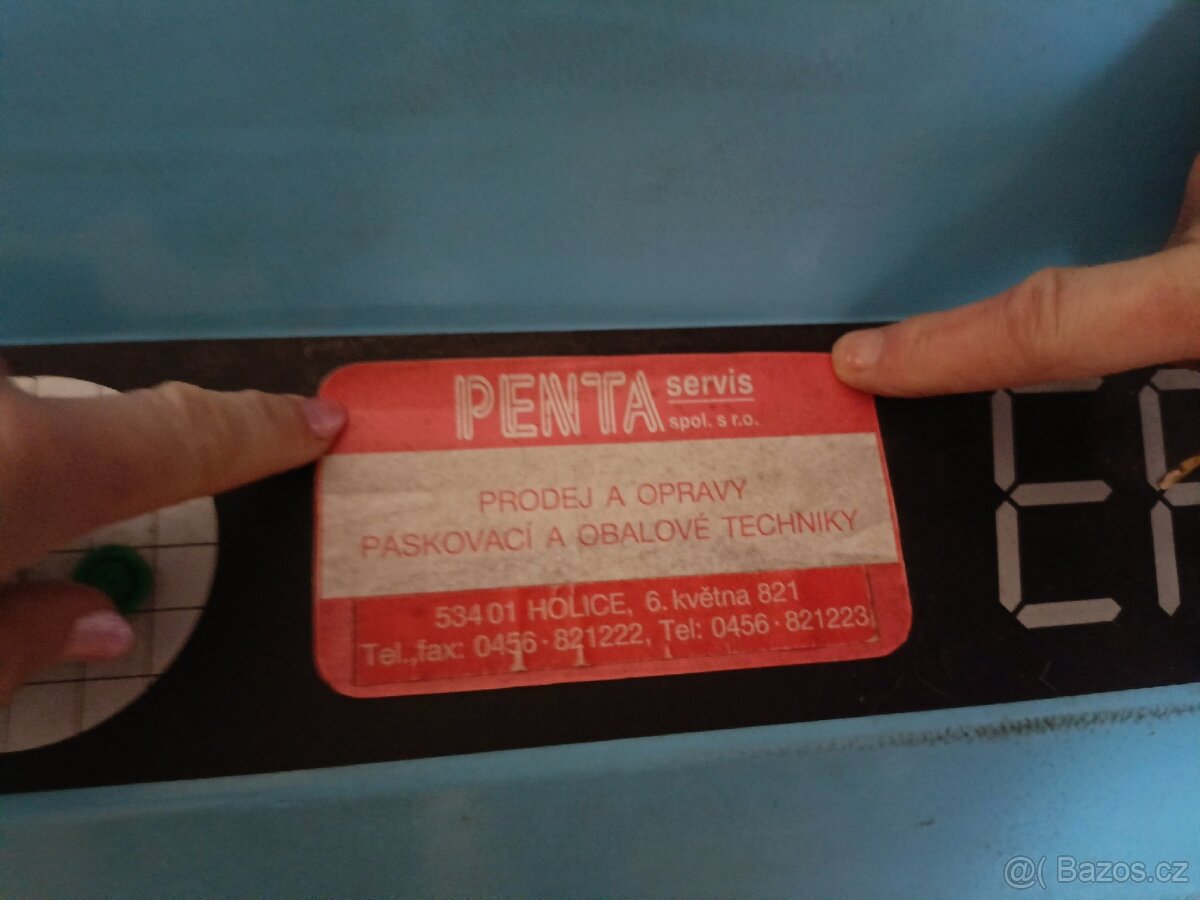 PENTA servis
spol. s r.o.
PRODEJ A OPRAVY
PÁSKOVACÍ A OBALOVÉ TECHNIKY
534 01 HOLICE, 6. května 821
Tel.,fax: 0456 · 821222, Tel: 0456 · 821223
@( Bazos.cz